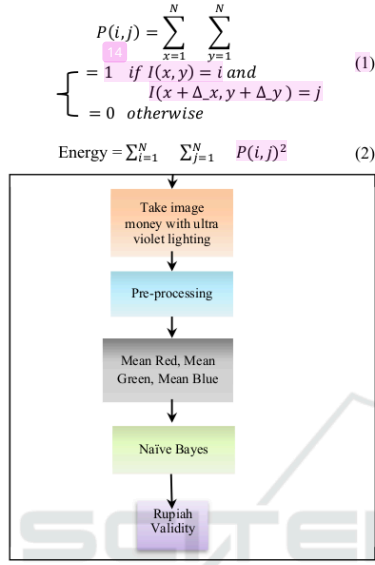 P(i, j) = ∑_{x=1}^{N} ∑_{y=1}^{N}
14
= 1 if I(x, y) = i and
I(x + Δ_x, y + Δ_y) = j
(1)
= 0 otherwise
Energy = ∑_{i=1}^{N} ∑_{j=1}^{N} P(i, j)² (2)
Take image
money with ultra
violet lighting
Pre-processing
Mean Red, Mean
Green, Mean Blue
Naïve Bayes
Rupiah
Validity